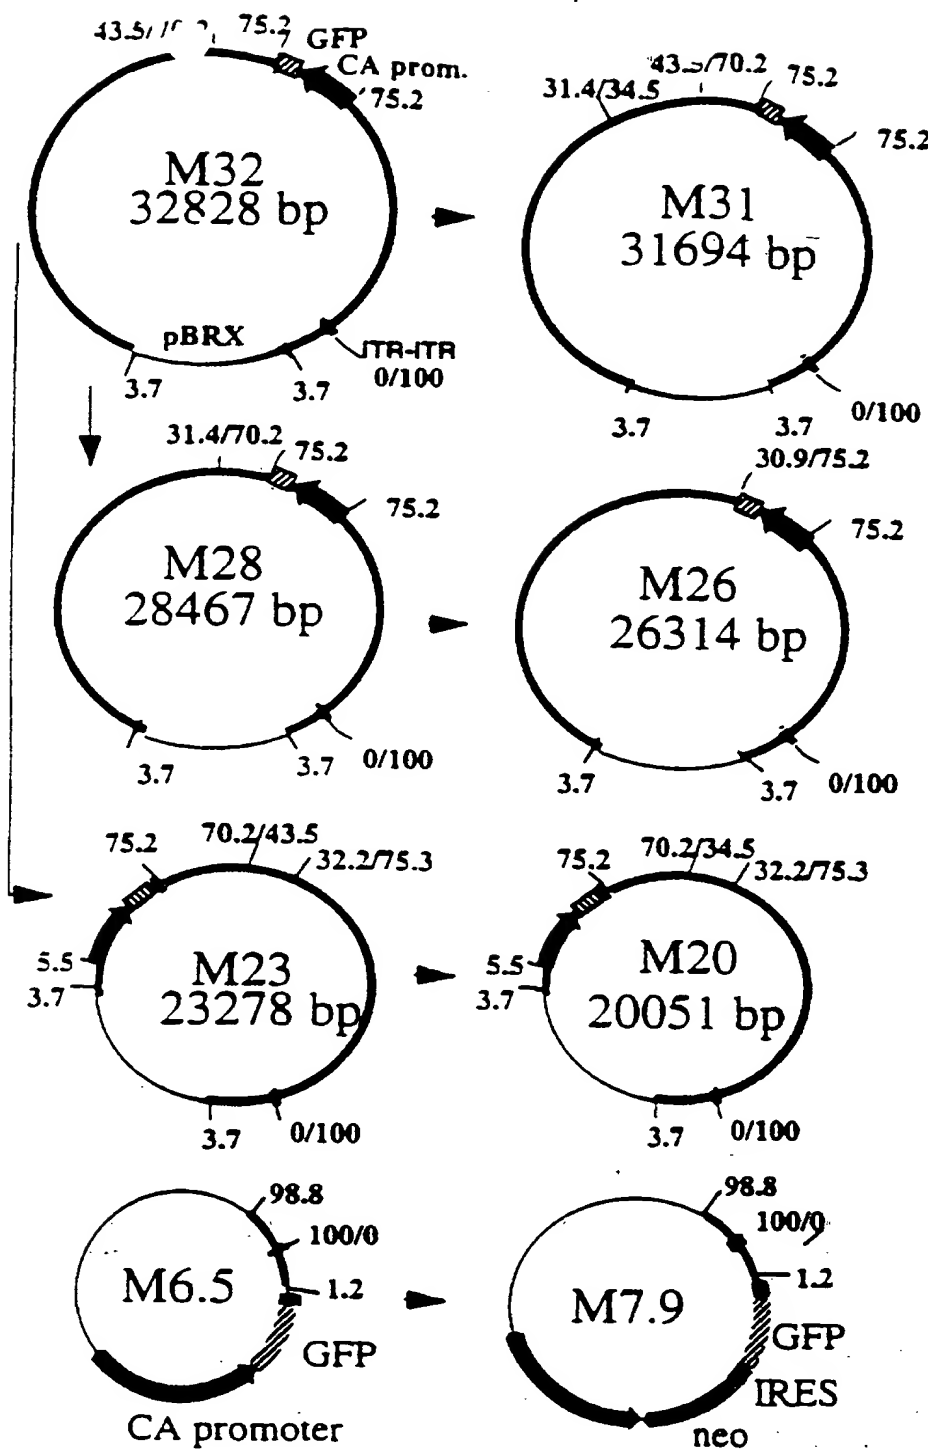 75.2
GFP
CA prom.
75.2
M32
32828 bp
pBRX
ITR-ITR
0/100
3.7
3.7
31.4/34.5
75.2
75.2
M31
31694 bp
3.7
3.7
0/100
31.4/70.2
75.2
75.2
M28
28467 bp
3.7
3.7
0/100
30.9/75.2
75.2
M26
26314 bp
3.7
3.7
0/100
75.2
70.2/43.5
32.2/75.3
5.5
3.7
M23
23278 bp
3.7
0/100
75.2
70.2/34.5
32.2/75.3
5.5
3.7
M20
20051 bp
3.7
0/100
98.8
100/0
1.2
M6.5
GFP
CA promoter
98.8
100/0
1.2
M7.9
GFP
IRES
neo